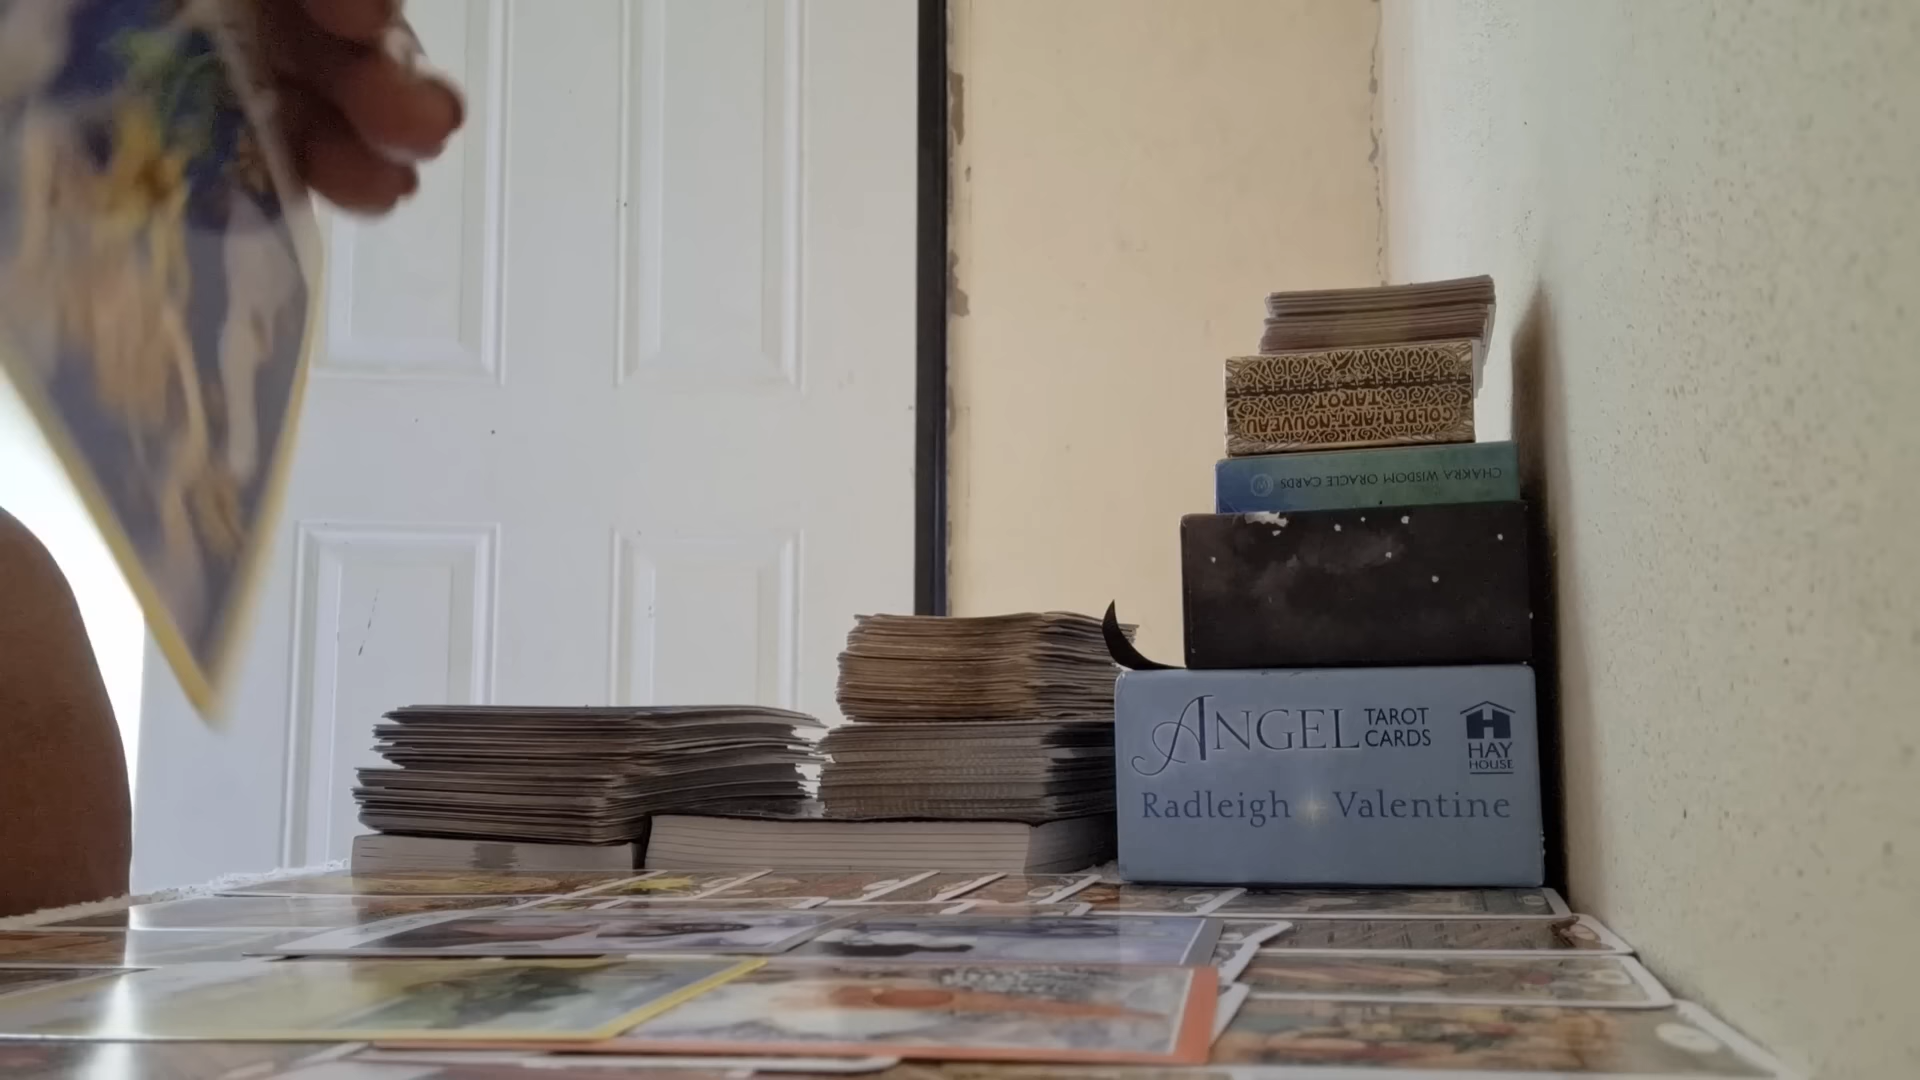 GOLDEN ART NOUVEAU
TAROT
CHAKRA WISDOM ORACLE CARDS
ANGEL TAROT
CARDS
HAY
HOUSE
Radleigh Valentine